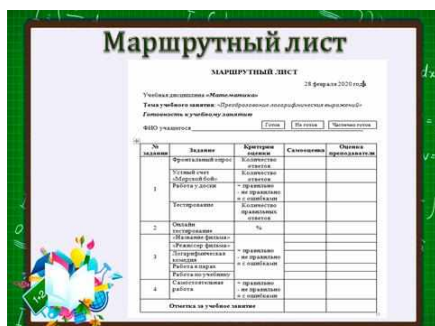 Маршрутный лист
МАРШРУТНЫЙ ЛИСТ
28 февраля 2020 года
Учебная дисциплина «Математика»
Тема учебного занятия: «Преобразование логарифмических выражений»
Готовность к учебному занятию
ФИО учащегося
Готов
Не готов
Частично готов
№ задания
Задание
Критерии оценки
Самооценка
Оценка преподавателя
1
Фронтальный опрос
Количество ответов
Устный счет «Морской бой»
Количество ответов
Работа у доски
+ правильно
- не правильно
о с ошибками
Тестирование
Количество правильных ответов
2
Онлайн тестирование
%
3
«Название фильма»
«Режиссер фильма»
Логарифмическая комедия
Работа в парах
Работа по учебнику
+ правильно
- не правильно
о с ошибками
4
Самостоятельная работа
+ правильно
- не правильно
о с ошибками
Отметка за учебное занятие
1+2